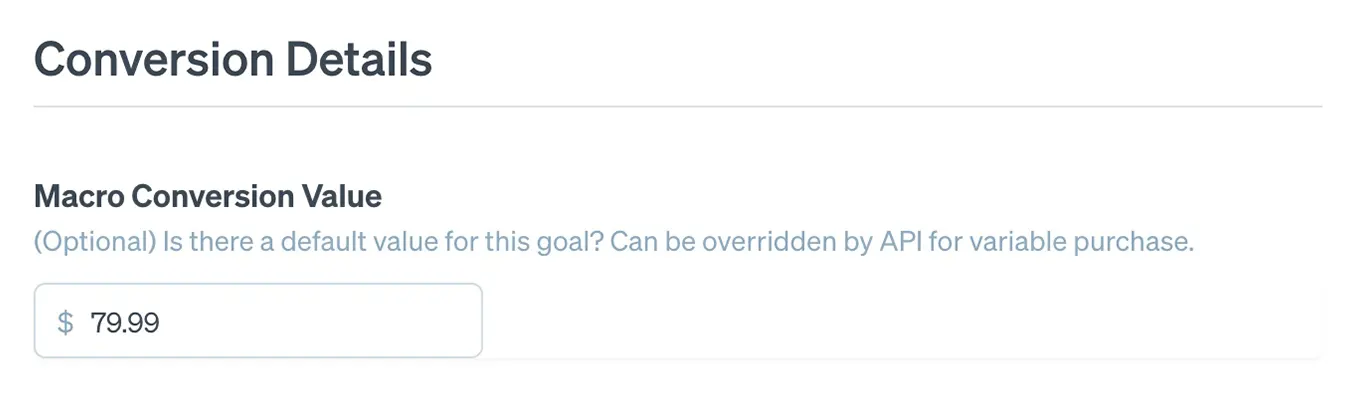 Conversion Details
Macro Conversion Value
(Optional) Is there a default value for this goal? Can be overridden by API for variable purchase.
$ 79.99